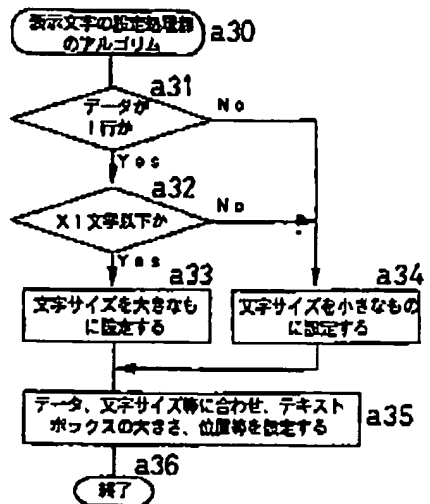 表示文字の設定処理部
のアルゴリム
a30
a31
データが
1行か
No
Yes
a32
X1文字以下か
No
Yes
a33
文字サイズを大きなも
に設定する
a34
文字サイズを小さなもの
に設定する
データ、文字サイズ等に合わせ、テキスト
ボックスの大きさ、位置等を設定する
a35
a36
終了